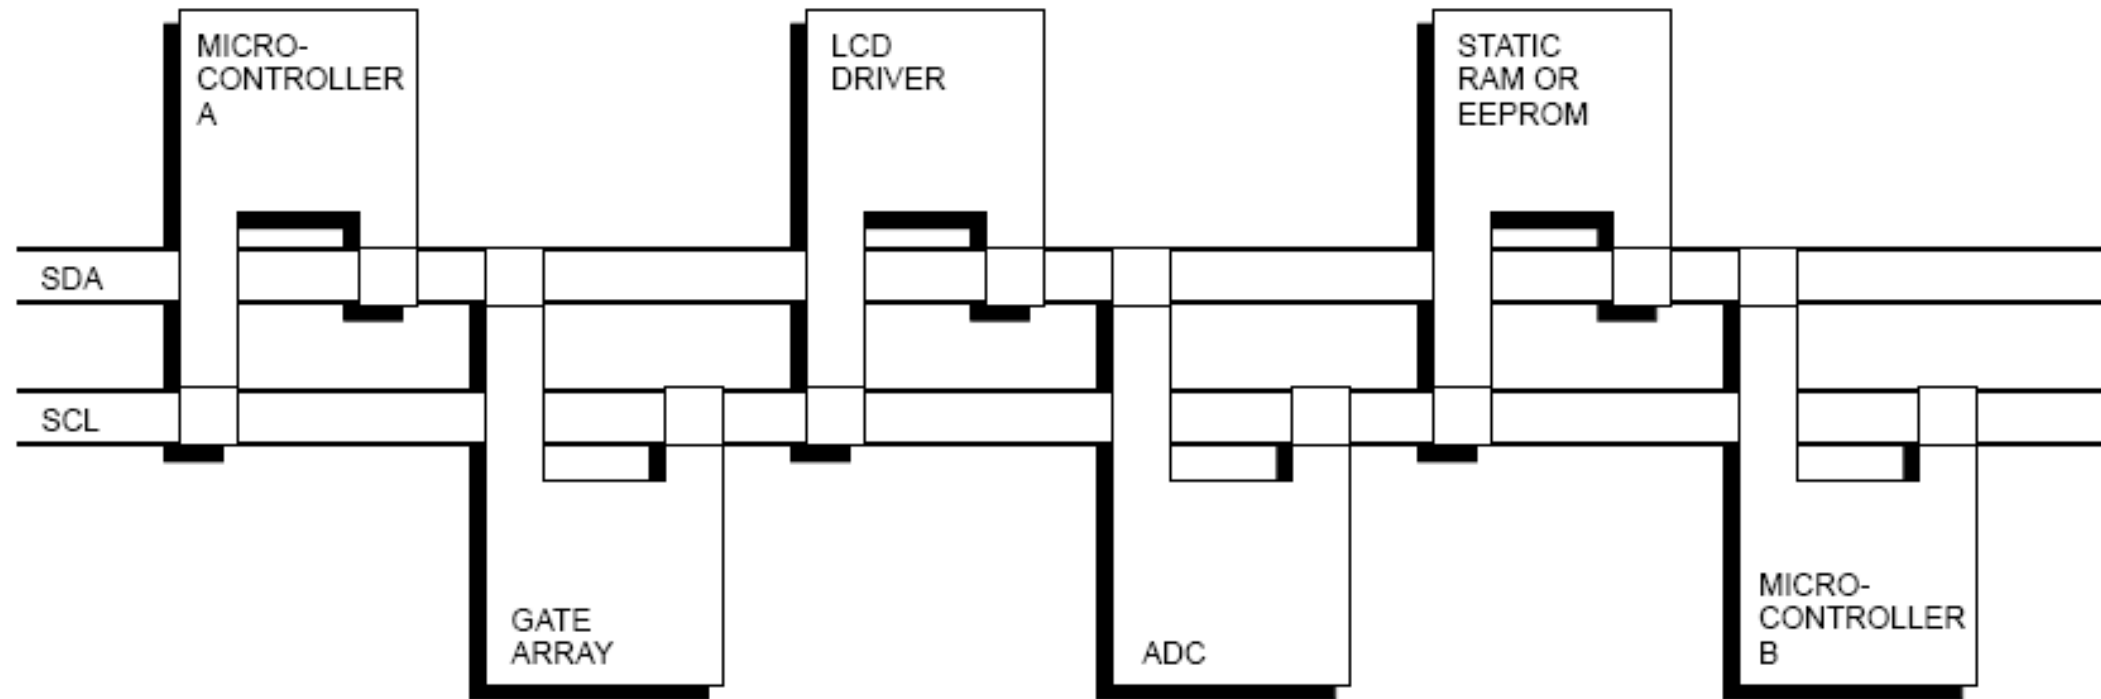 MICRO-
CONTROLLER
A
LCD
DRIVER
STATIC
RAM OR
EEPROM
SDA
SCL
GATE
ARRAY
ADC
MICRO-
CONTROLLER
B